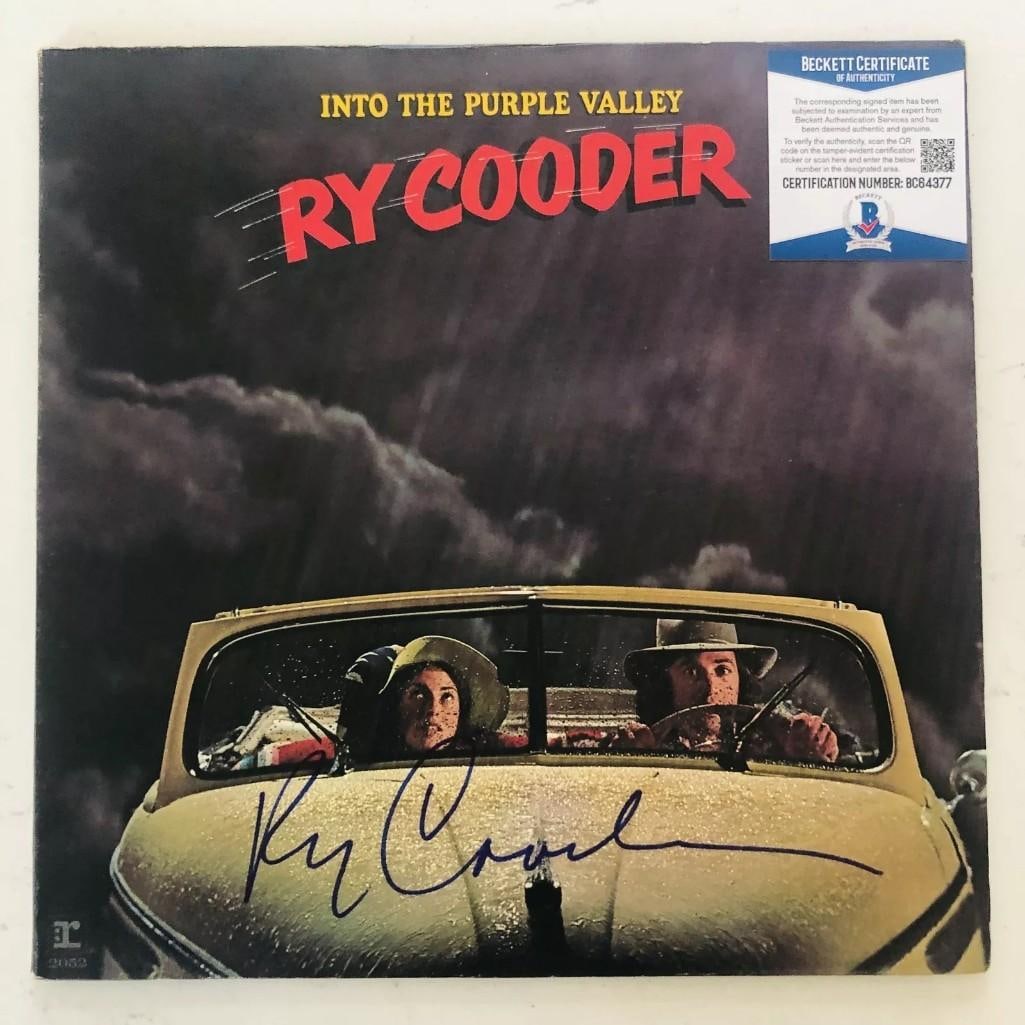 INTO THE PURPLE VALLEY
RY COODER
BECKETT CERTIFICATE
OF AUTHENTICITY
The corresponding signed item has been
subjected to examination by an expert from
Beckett Authentication Services and has
been deemed authentic and genuine.
To verify the authenticity, scan the QR
code on the tamper-evident certification
sticker or scan here and enter the below
number in the designated area.
CERTIFICATION NUMBER: BC64377
BECKETT
B
Ry Cooder
r
2052